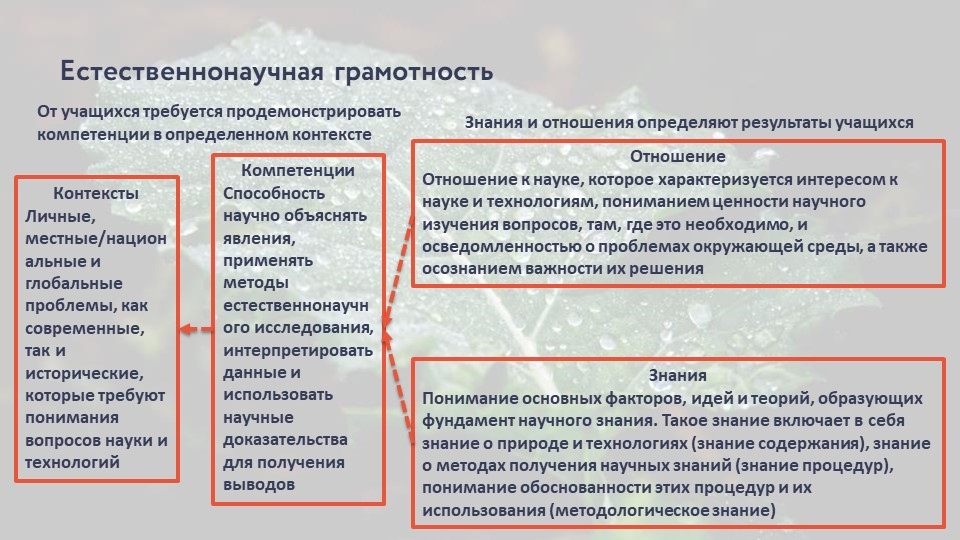 Естественнонаучная грамотность
От учащихся требуется продемонстрировать
компетенции в определенном контексте
Контексты
Личные,
местные/национ
альные и
глобальные
проблемы, как
современные,
так и
исторические,
которые требуют
понимания
вопросов науки и
технологий
Компетенции
Способность
научно объяснять
явления,
применять
методы
естественнонаучн
ого исследования,
интерпретировать
данные и
использовать
научные
доказательства
для получения
выводов
Знания и отношения определяют результаты учащихся
Отношение
Отношение к науке, которое характеризуется интересом к
науке и технологиям, пониманием ценности научного
изучения вопросов, там, где это необходимо, и
осведомленностью о проблемах окружающей среды, а также
осознанием важности их решения
Знания
Понимание основных факторов, идей и теорий, образующих
фундамент научного знания. Такое знание включает в себя
знание о природе и технологиях (знание содержания), знание
о методах получения научных знаний (знание процедур),
понимание обоснованности этих процедур и их
использования (методологическое знание)